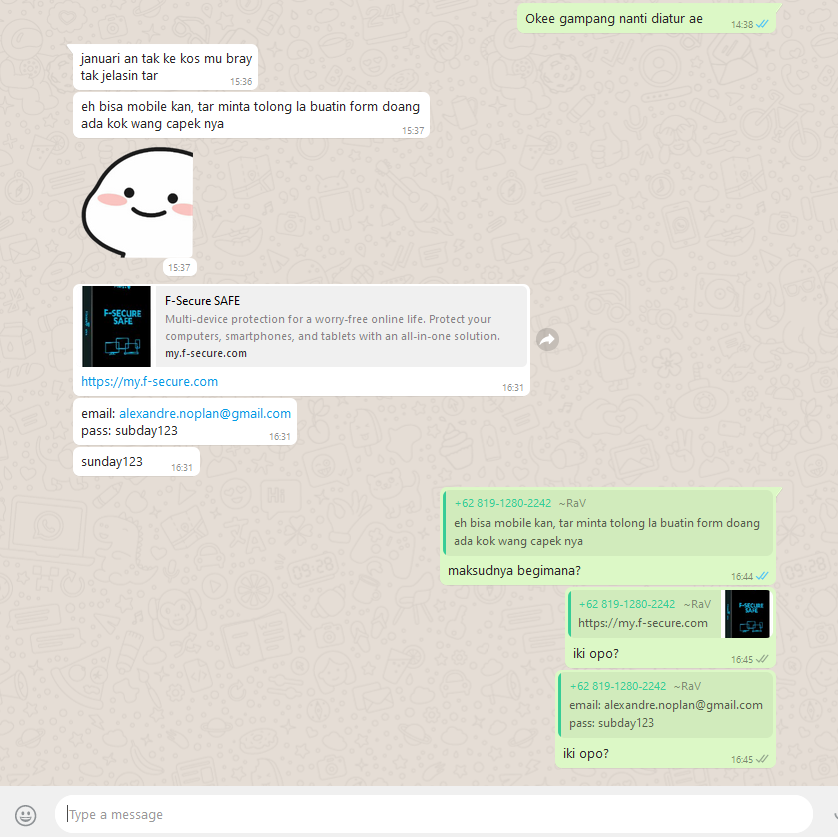 Okee gampang nanti diatur ae
14:38
januari an tak ke kos mu bray
tak jelasin tar
15:36
eh bisa mobile kan, tar minta tolong la buatin form doang
ada kok wang capek nya
15:37
15:37
F-SECURE
SAFE
F-Secure SAFE
Multi-device protection for a worry-free online life. Protect your
computers, smartphones, and tablets with an all-in-one solution.
my.f-secure.com
https://my.f-secure.com
16:31
email: alexandre.noplan@gmail.com
pass: subday123
16:31
sunday123
16:31
+62 819-1280-2242 ~RaV
eh bisa mobile kan, tar minta tolong la buatin form doang
ada kok wang capek nya
maksudnya begimana?
16:44
+62 819-1280-2242 ~RaV
https://my.f-secure.com
F-SECURE
SAFE
iki opo?
16:45
+62 819-1280-2242 ~RaV
email: alexandre.noplan@gmail.com
pass: subday123
iki opo?
16:45
Type a message